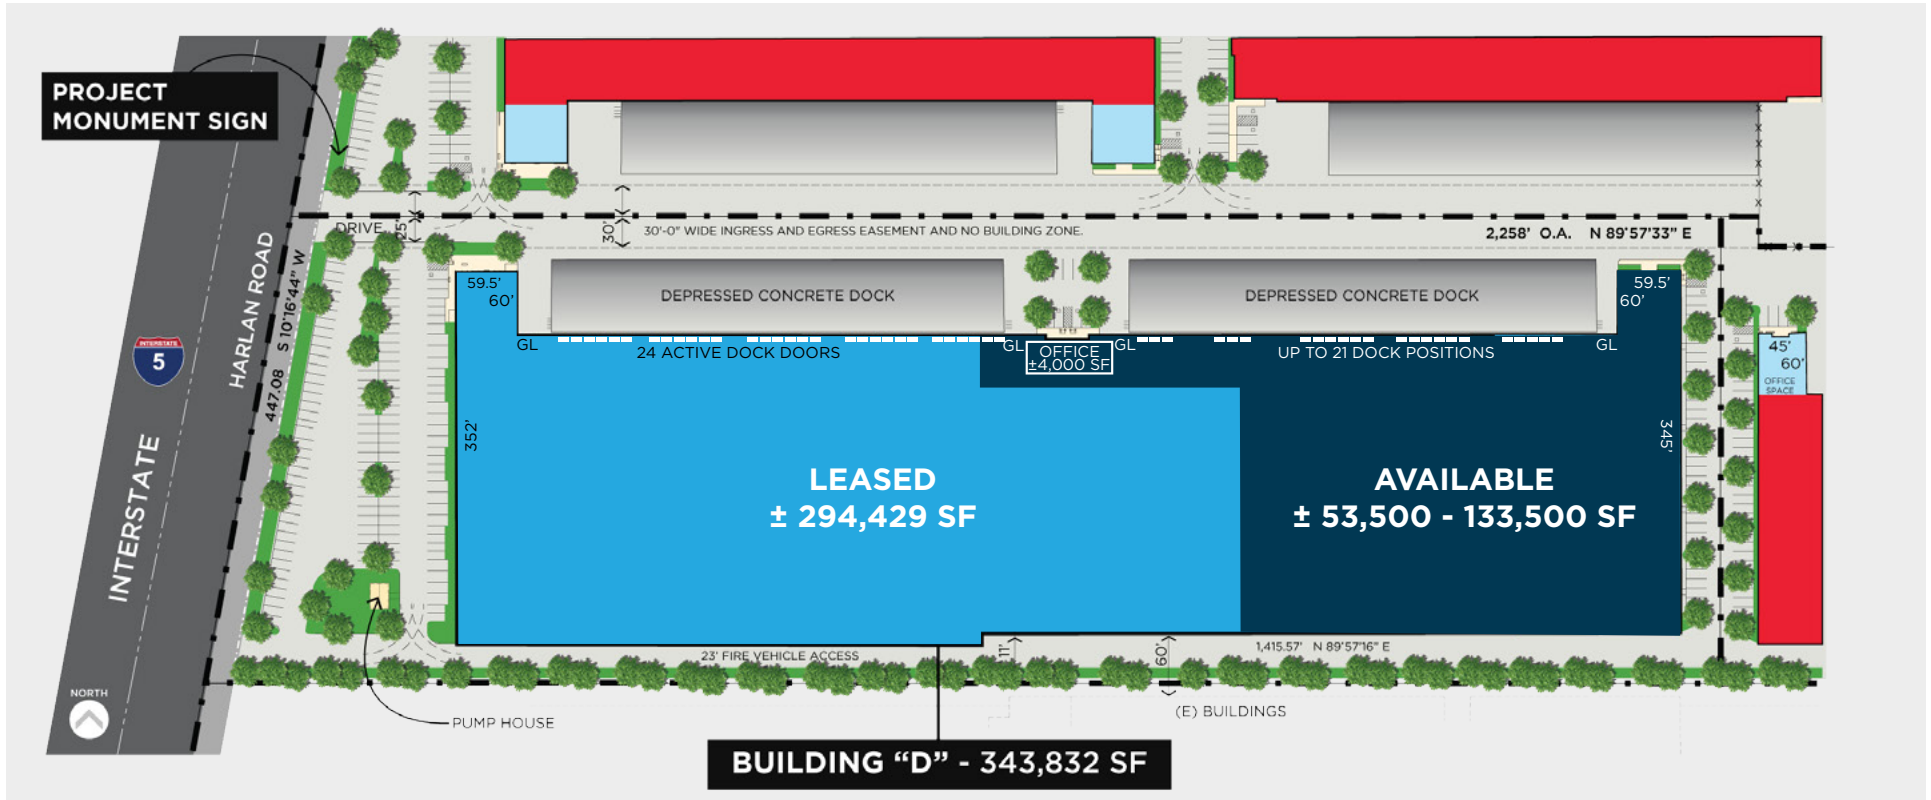 PROJECT
MONUMENT SIGN
DRIVE
25'
30'
30'-0" WIDE INGRESS AND EGRESS EASEMENT AND NO BUILDING ZONE.
2,258' O.A. N 89°57'33" E
HARLAN ROAD
447.08 S 10°16'44" W
INTERSTATE
5
INTERSTATE
59.5'
60'
DEPRESSED CONCRETE DOCK
DEPRESSED CONCRETE DOCK
59.5'
60'
GL
24 ACTIVE DOCK DOORS
GL
OFFICE
±4,000 SF
GL
UP TO 21 DOCK POSITIONS
GL
45'
60'
OFFICE
SPACE
352'
345'
LEASED
± 294,429 SF
AVAILABLE
± 53,500 - 133,500 SF
23' FIRE VEHICLE ACCESS
11'
60'
1,415.57' N 89°57'16" E
NORTH
PUMP HOUSE
(E) BUILDINGS
BUILDING “D” - 343,832 SF